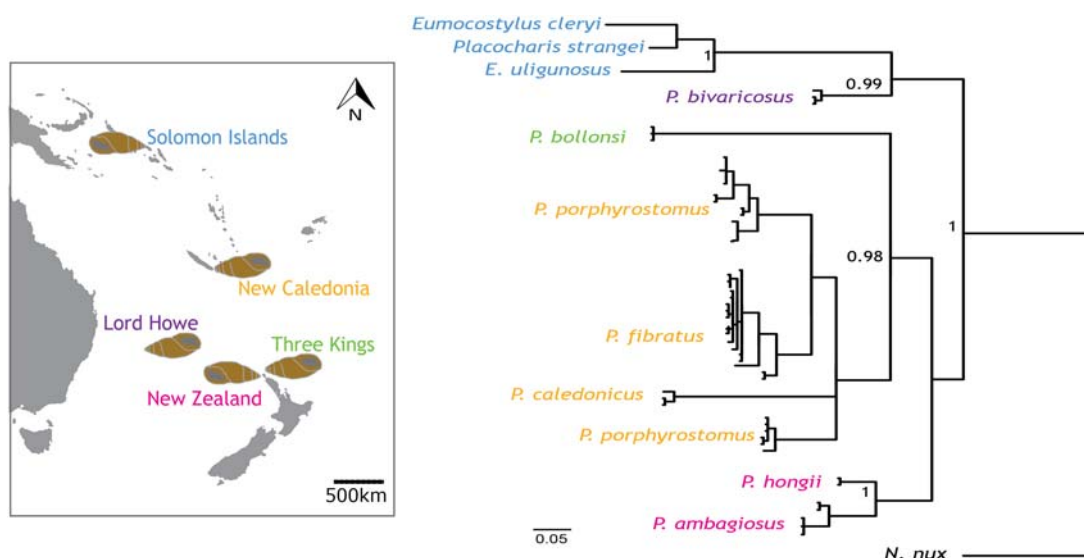 N
Solomon Islands
New Caledonia
Lord Howe
Three Kings
New Zealand
500km
Eumocostylus cleryi
Placocharis strangei
1
E. uligunosus
0.99
P. bivaricosus
P. bollonsi
P. porphyrostomus
1
0.98
P. fibratus
P. caledonicus
P. porphyrostomus
P. hongii
1
P. ambagiosus
0.05
N. nux